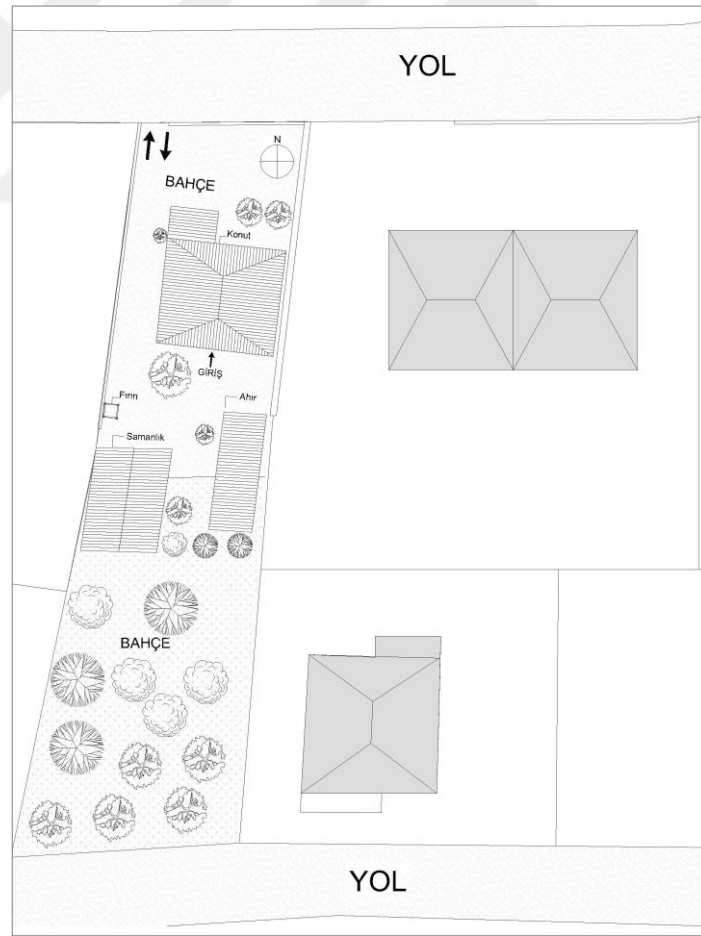 YOL
N
BAHÇE
Konut
GİRİŞ
Fırın
Ahır
Samanlık
BAHÇE
YOL